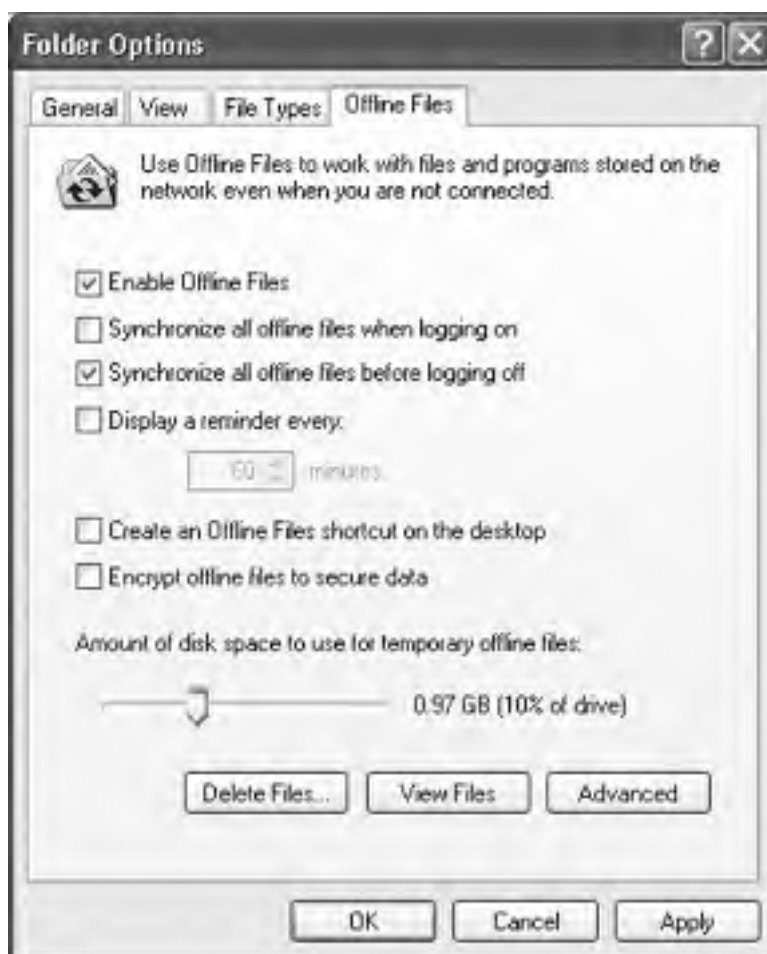 Folder Options
General View File Types Offline Files
Use Offline Files to work with files and programs stored on the
network even when you are not connected.
Enable Offline Files
Synchronize all offline files when logging on
Synchronize all offline files before logging off
Display a reminder every:
60 minutes.
Create an Offline Files shortcut on the desktop
Encrypt offline files to secure data
Amount of disk space to use for temporary offline files:
0.97 GB (10% of drive)
Delete Files... View Files Advanced
OK Cancel Apply